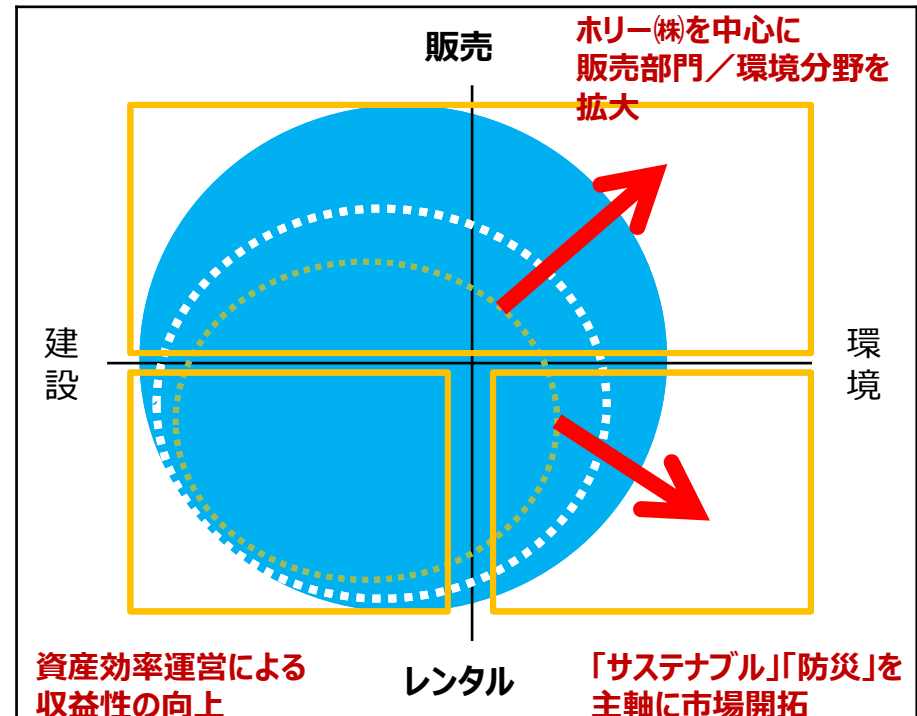 販売
ホリー㈱を中心に
販売部門／環境分野を
拡大
建設
環境
資産効率運営による
収益性の向上
レンタル
「サステナブル」「防災」を
主軸に市場開拓